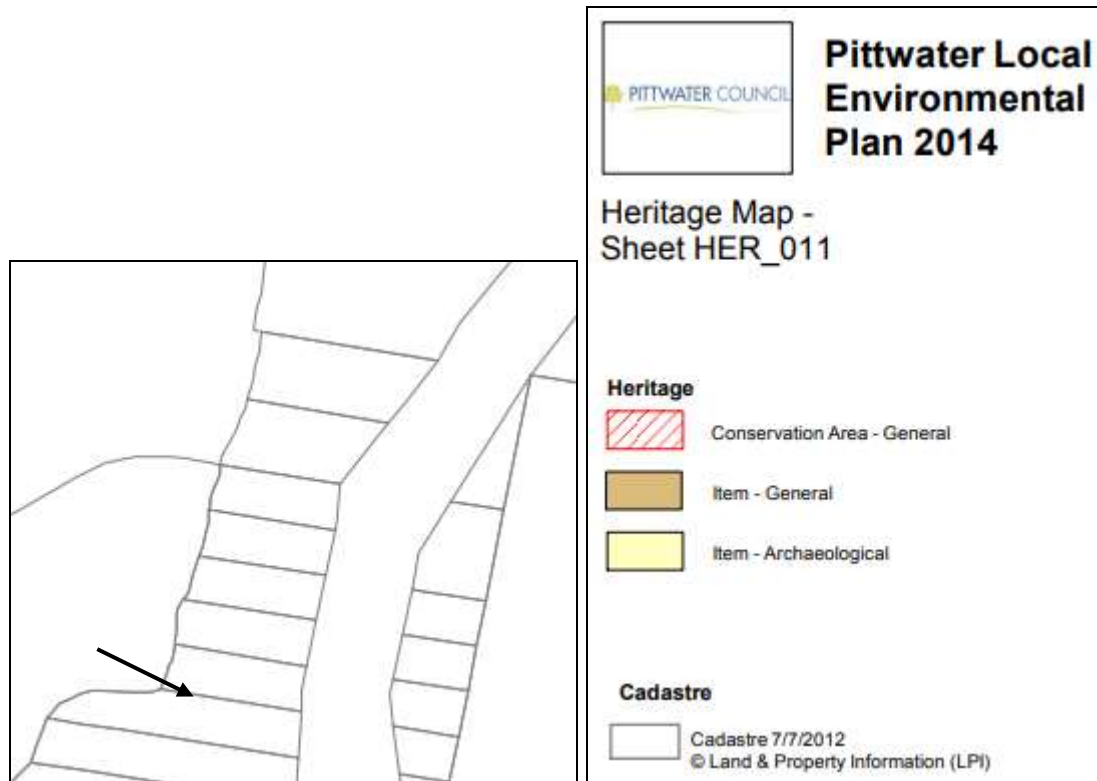 PITTWATER COUNCIL
Pittwater Local
Environmental
Plan 2014
Heritage Map -
Sheet HER_011
Heritage
Conservation Area - General
Item - General
Item - Archaeological
Cadastre
Cadastre 7/7/2012
© Land & Property Information (LPI)